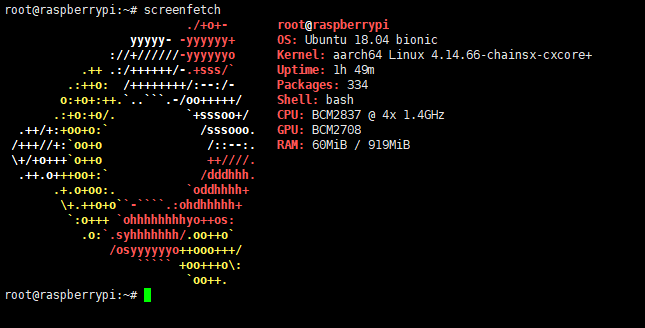 root@raspberrypi:~# screenfetch
                          ./+o+-       root@raspberrypi
                  yyyyy- -yyyyyy+      OS: Ubuntu 18.04 bionic
               ://+//////-yyyyyyo      Kernel: aarch64 Linux 4.14.66-chainsx-cxcore+
           .++ .:/++++++/-.+sss/`      Uptime: 1h 49m
         .:++o:  /++++++++/:--:/-      Packages: 334
        o:+o+:++.`..```.-/oo+++++/     Shell: bash
       .:+o:+o/.          `+sssoo+/    CPU: BCM2837 @ 4x 1.4GHz
  .++/+:+oo+o:`             /sssooo.   GPU: BCM2708
 /+++//+:`oo+o               /::--:.   RAM: 60MiB / 919MiB
 \+/+o+++`o++o               ++////.
  .++.o+++oo+:`             /dddhhh.
       .+.o+oo:.          `oddhhhh+
        \+.++o+o``-````.:ohdhhhhh+
         `:o+++ `ohhhhhhhhyo++os:
           .o:`.syhhhhhhh/.oo++o`
               /osyyyyyyo++ooo+++/
                   ````` +oo+++o\:
                          `oo++.
root@raspberrypi:~#